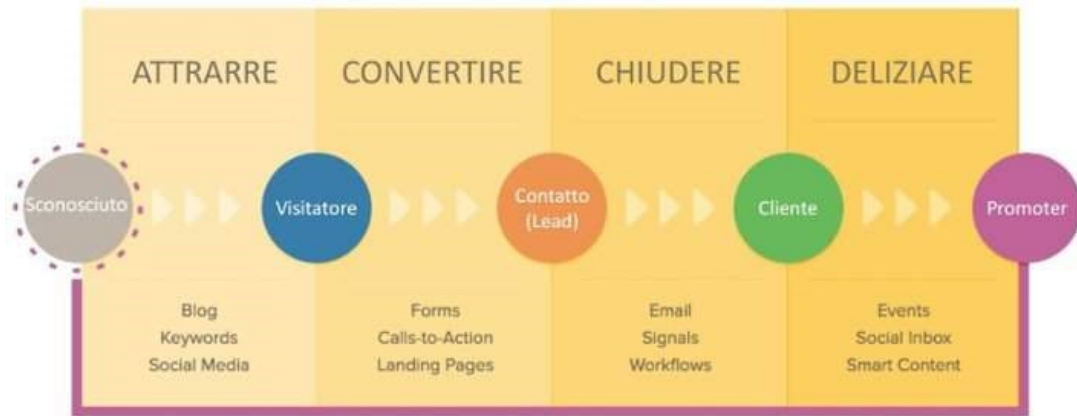 ATTRARRE
CONVERTIRE
CHIUDERE
DELIZIARE
Sconosciuto
Visitatore
Contatto
(Lead)
Cliente
Promoter
Blog
Keywords
Social Media
Forms
Calls-to-Action
Landing Pages
Email
Signals
Workflows
Events
Social Inbox
Smart Content